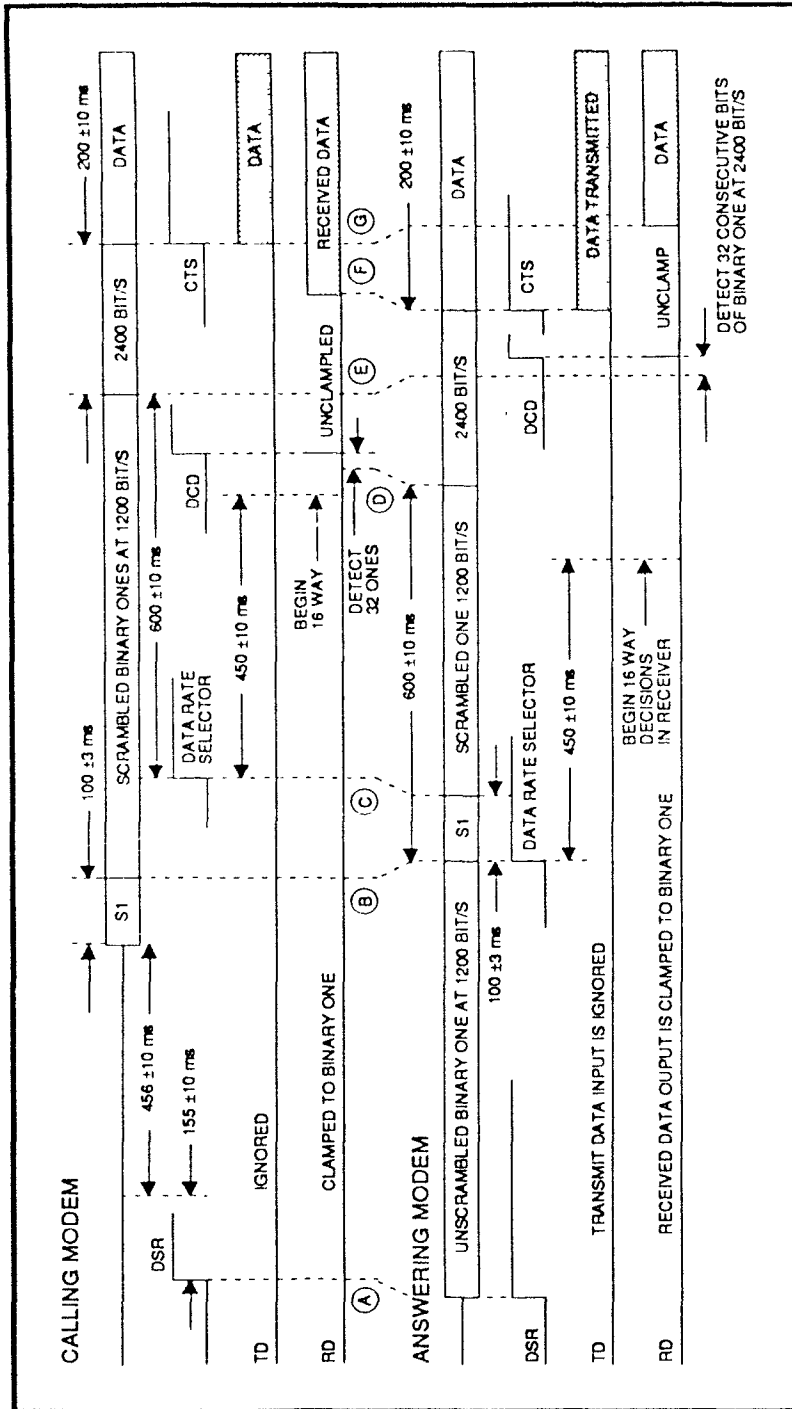 CALLING MODEM
100 ±3 ms
200 ±10 ms
S1
SCRAMBLED BINARY ONES AT 1200 BIT/S
2400 BIT/S
DATA
456 ±10 ms
600 ±10 ms
155 ±10 ms
DSR
DATA RATE
SELECTOR
DCD
CTS
450 ±10 ms
TD
IGNORED
DATA
BEGIN
16 WAY
RD
CLAMPED TO BINARY ONE
UNCLAMPED
RECEIVED DATA
DETECT
32 ONES
A
B
C
D
E
F
G
ANSWERING MODEM
600 ±10 ms
200 ±10 ms
UNSCRAMBLED BINARY ONE AT 1200 BIT/S
S1
SCRAMBLED ONE 1200 BIT/S
2400 BIT/S
DATA
100 ±3 ms
DSR
DATA RATE SELECTOR
DCD
CTS
450 ±10 ms
TD
TRANSMIT DATA INPUT IS IGNORED
DATA TRANSMITTED
BEGIN 16 WAY
DECISIONS
IN RECEIVER
RD
RECEIVED DATA OUPUT IS CLAMPED TO BINARY ONE
UNCLAMP
DATA
DETECT 32 CONSECUTIVE BITS
OF BINARY ONE AT 2400 BIT/S